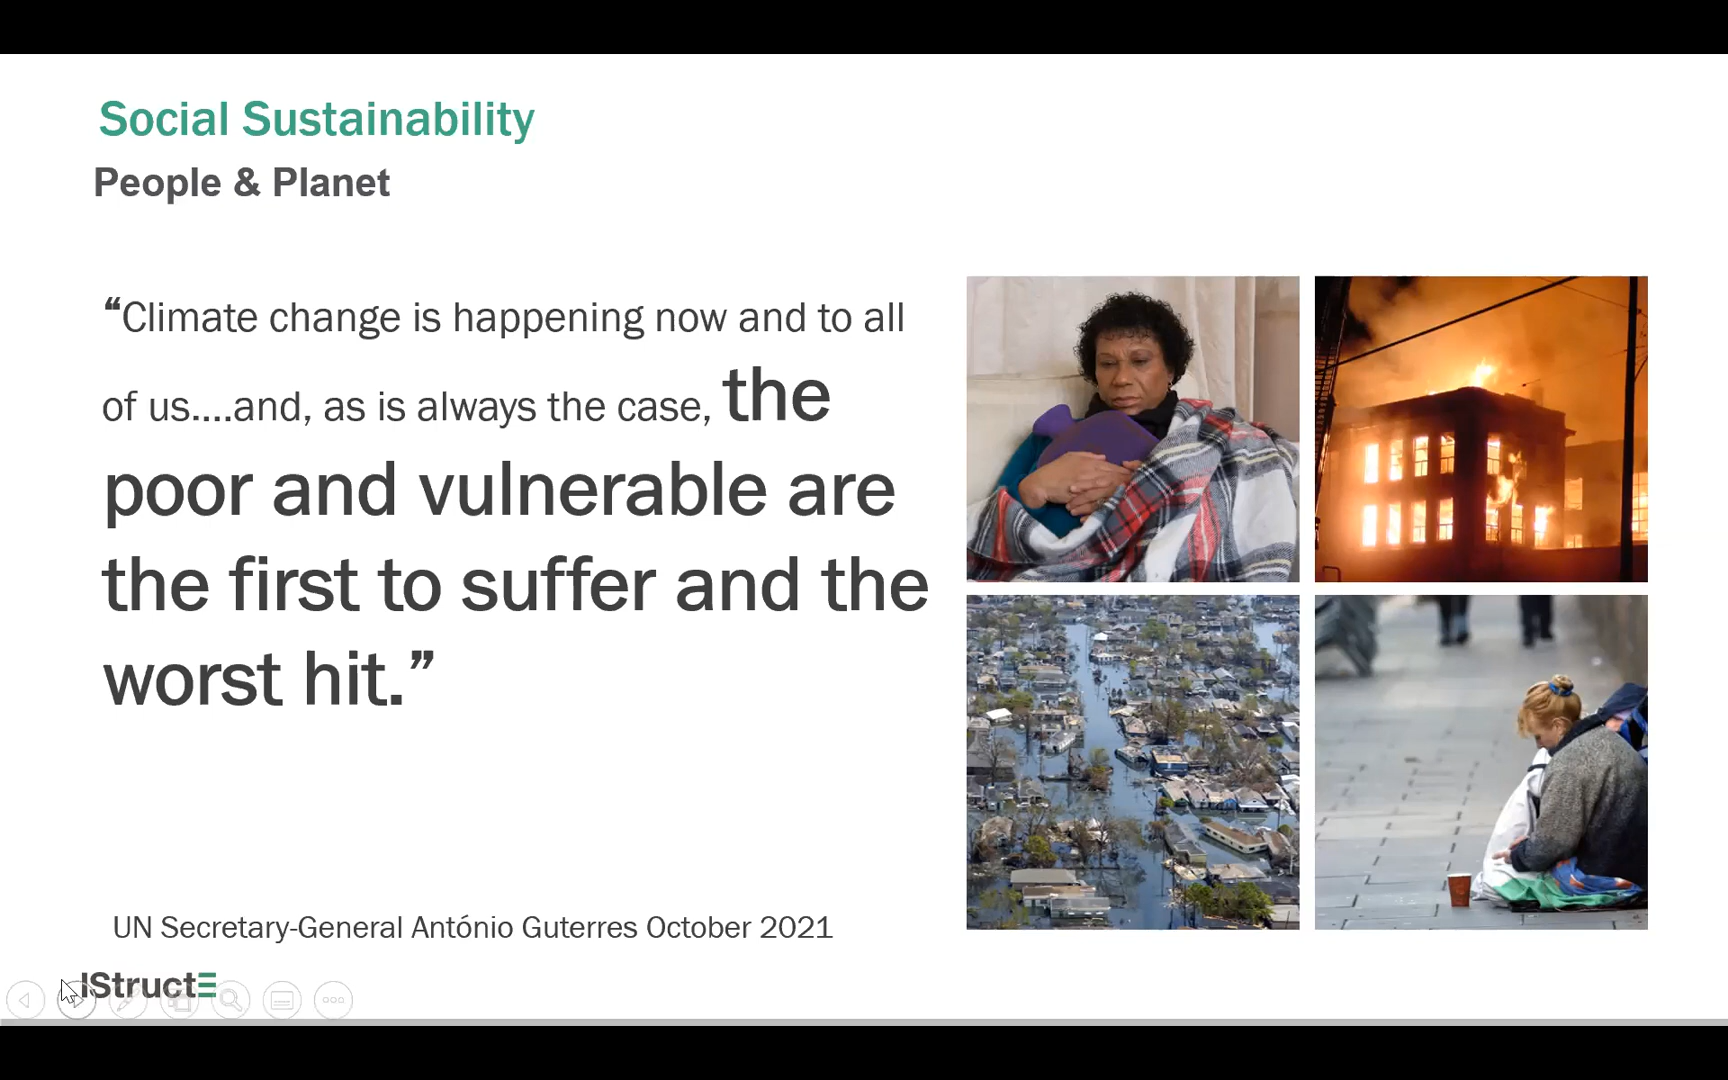 Social Sustainability
People & Planet
“Climate change is happening now and to all
of us....and, as is always the case, the
poor and vulnerable are
the first to suffer and the
worst hit.”
UN Secretary-General António Guterres October 2021
IStructE